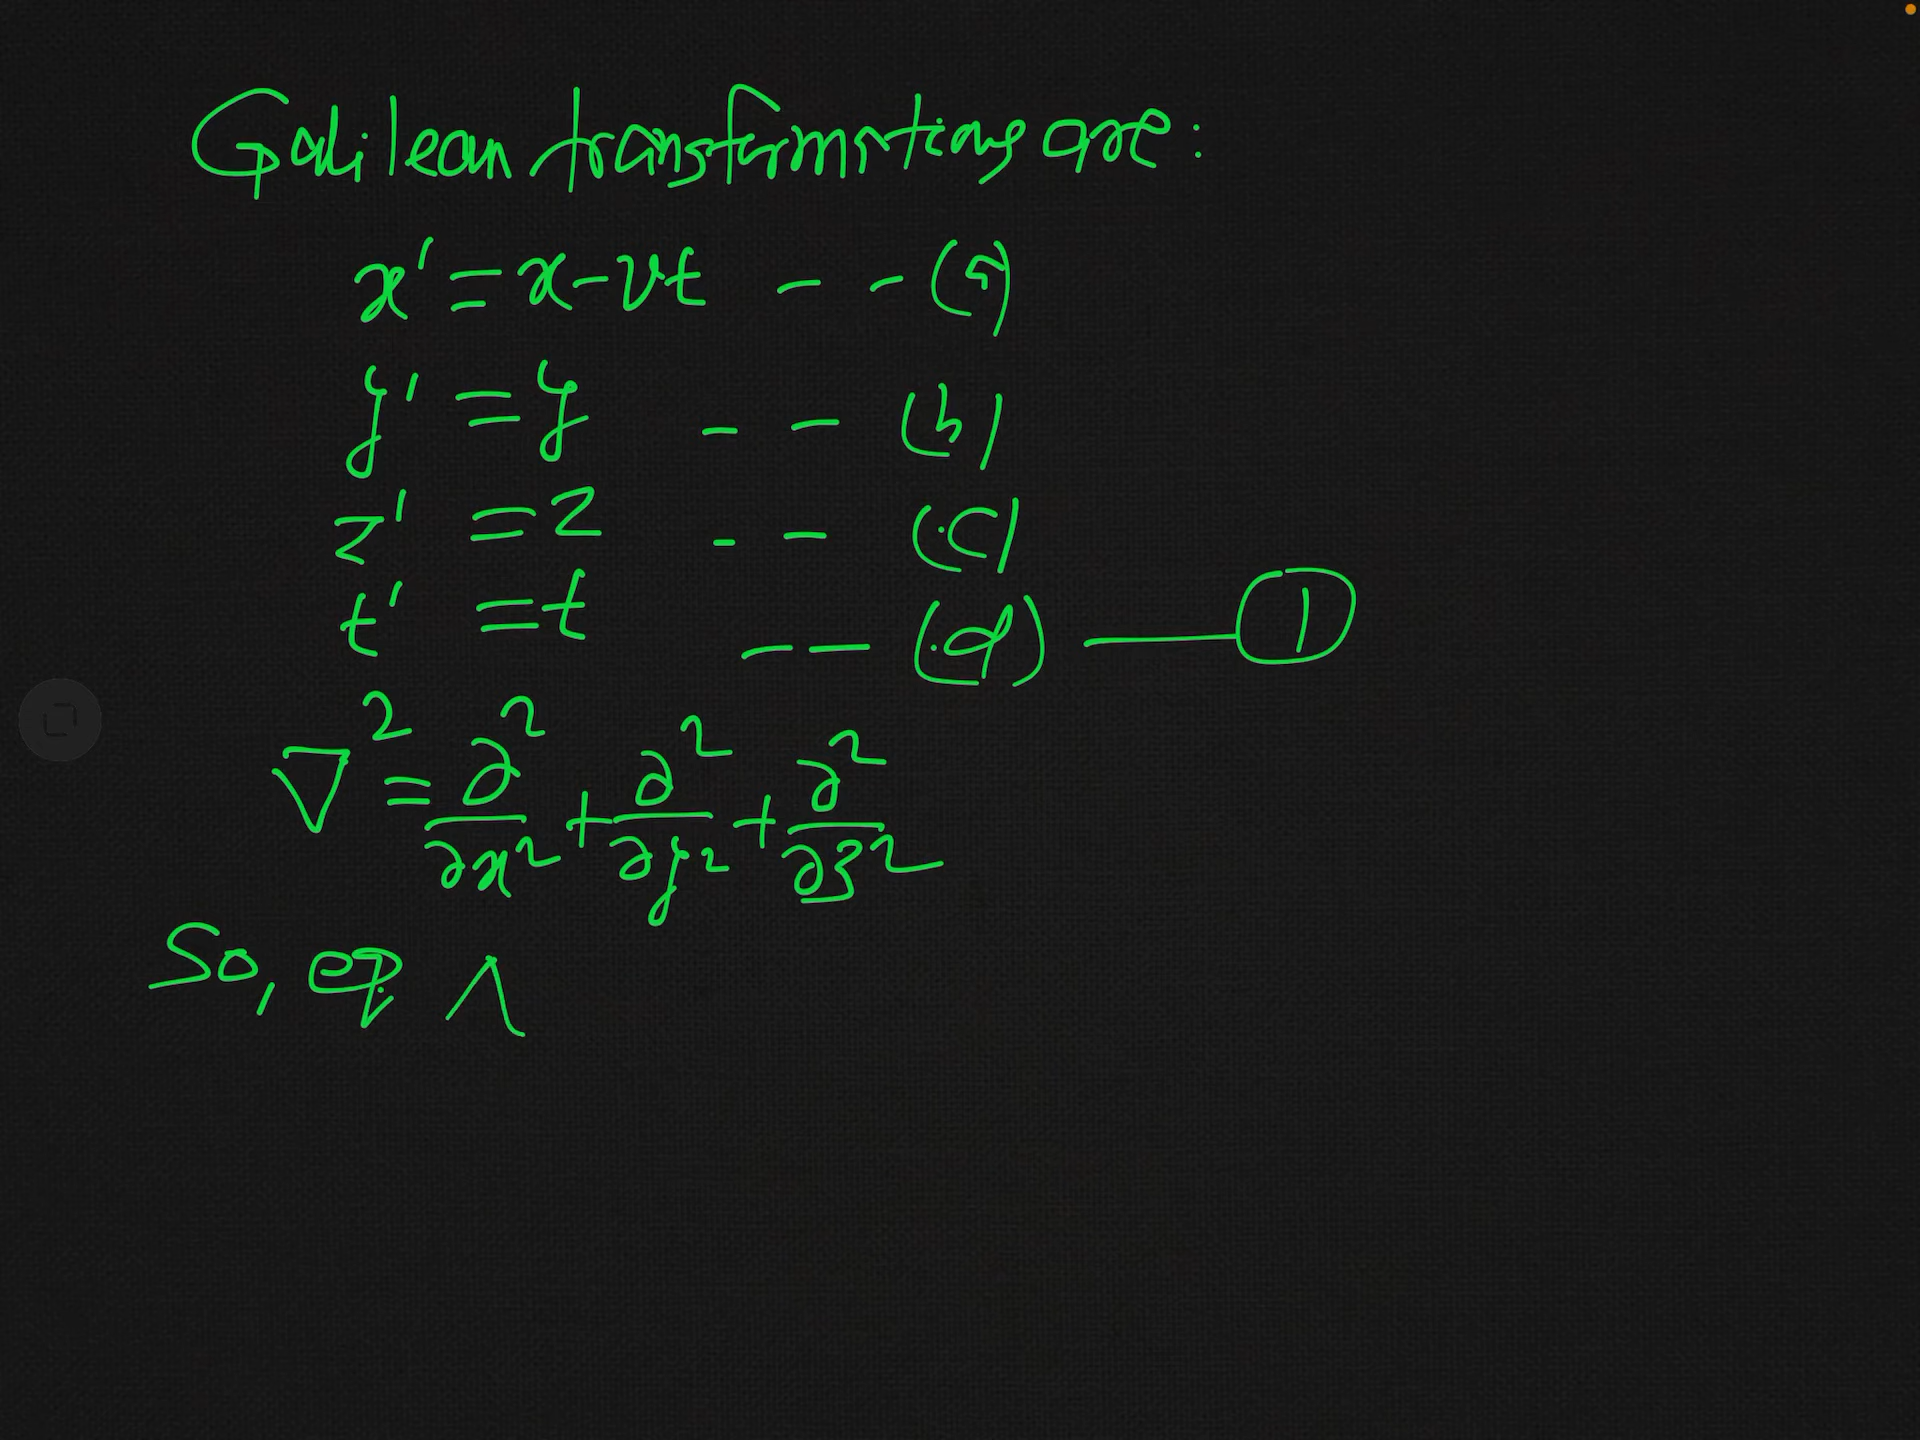 Galilean transformations are:
x' = x - vt - - (a)
y' = y - - (b)
z' = z - - (c)
t' = t - - (d) — ①
∇² = ∂²/∂x² + ∂²/∂y² + ∂²/∂z²
So, eq Λ